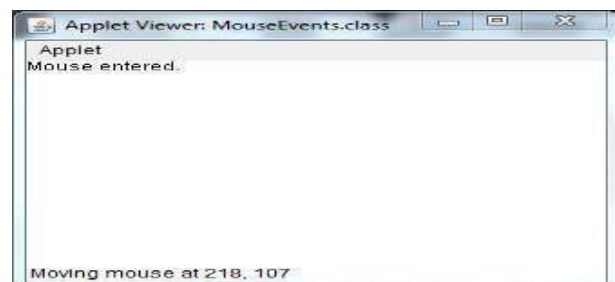 Applet Viewer: MouseEvents.class
Applet
Mouse entered.
Moving mouse at 218, 107